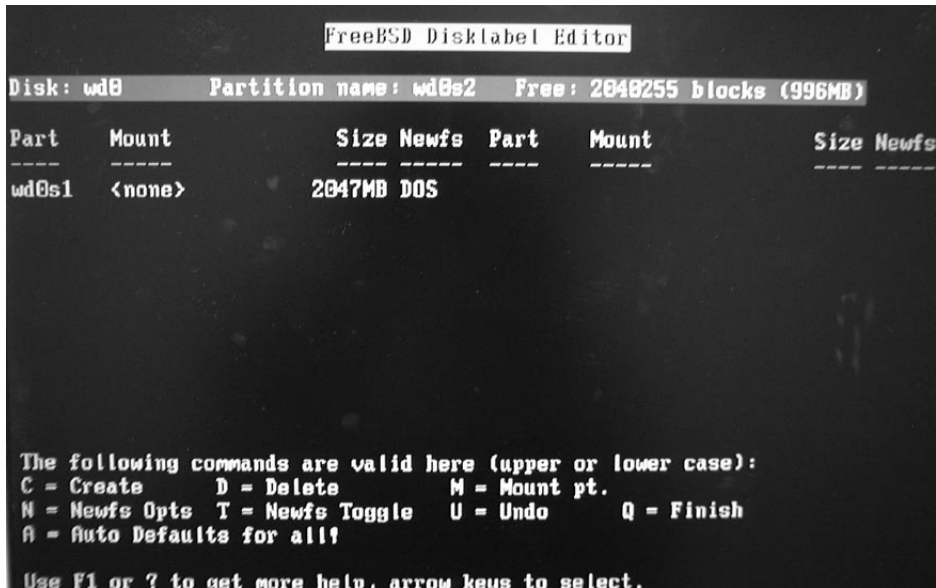 FreeBSD Disklabel Editor
Disk: wd0 Partition name: wd0s2 Free: 2040255 blocks (996MB)
Part Mount Size Newfs Part Mount Size Newfs
---- ----- ---- ----- ---- ----- ---- -----
wd0s1 <none> 2047MB DOS
The following commands are valid here (upper or lower case):
C = Create D = Delete M = Mount pt.
N = Newfs Opts T = Newfs Toggle U = Undo Q = Finish
A = Auto Defaults for all!
Use F1 or ? to get more help, arrow keys to select.